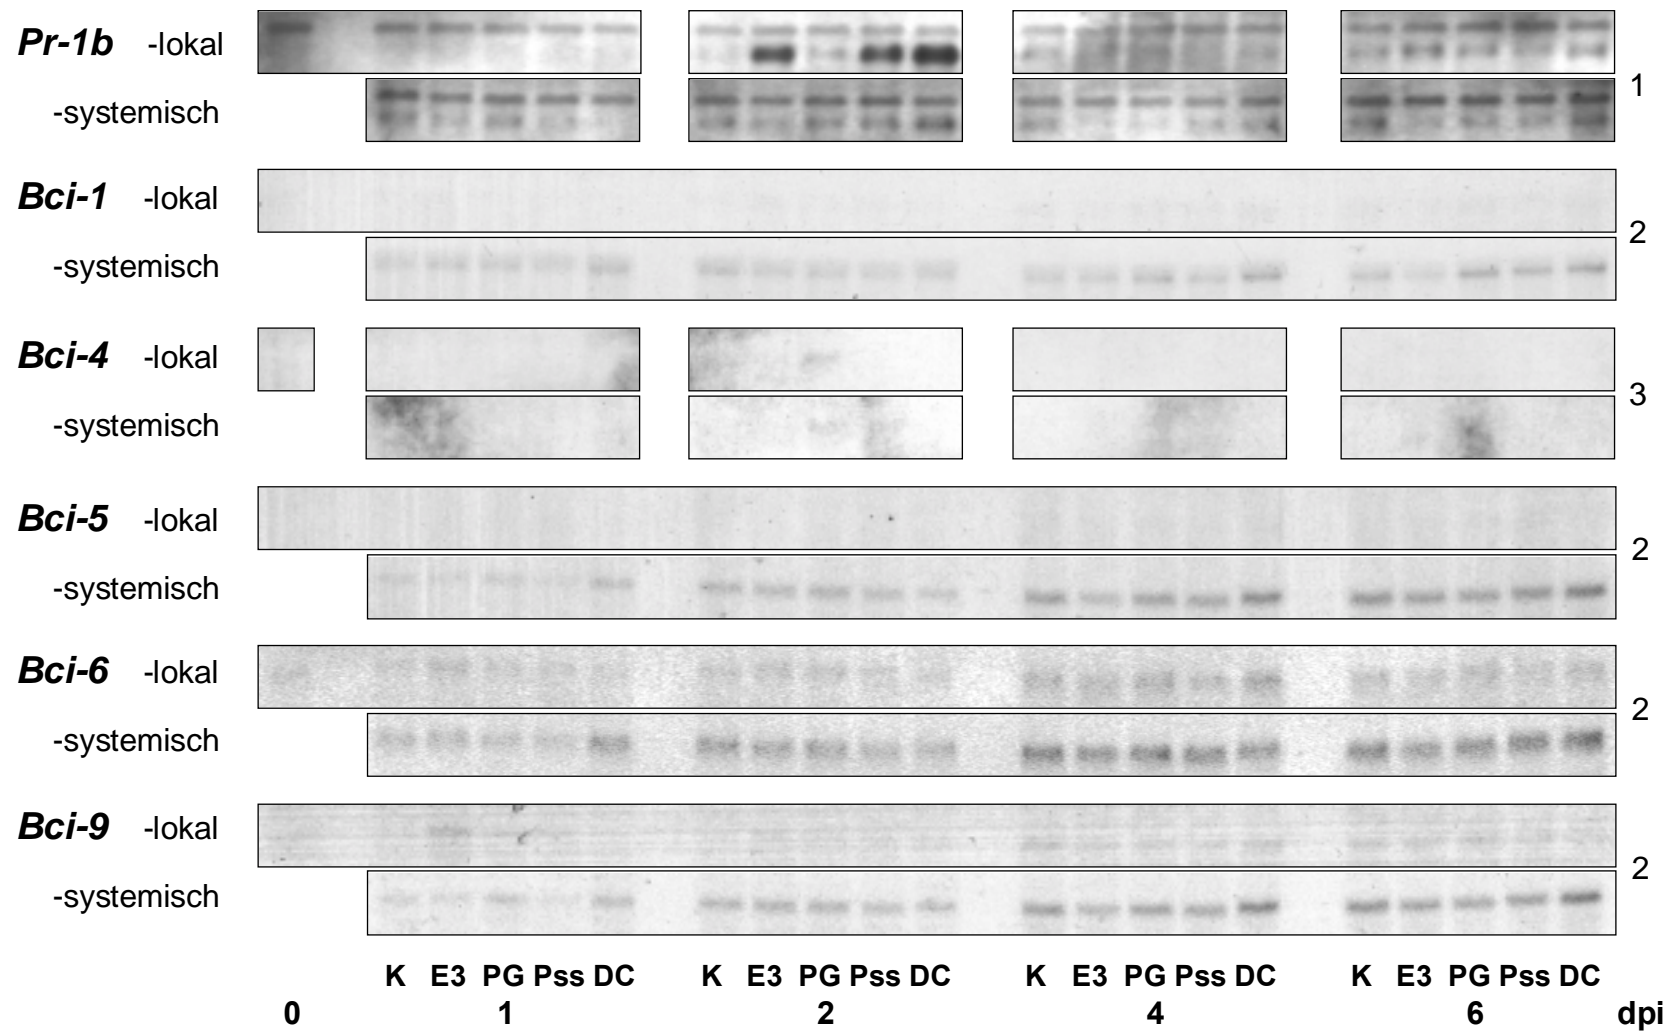 Pr-1b -lokal
-systemisch
1
Bci-1 -lokal
-systemisch
2
Bci-4 -lokal
-systemisch
3
Bci-5 -lokal
-systemisch
2
Bci-6 -lokal
-systemisch
2
Bci-9 -lokal
-systemisch
2
K E3 PG Pss DC K E3 PG Pss DC K E3 PG Pss DC K E3 PG Pss DC
0 1 2 4 6 dpi